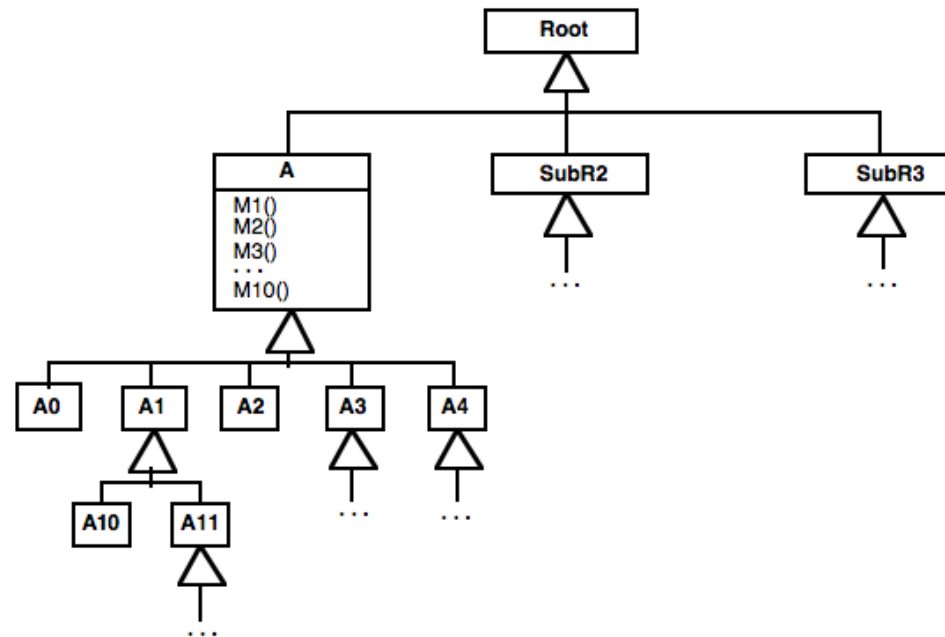 Root
A
SubR2
SubR3
M1()
M2()
M3()
...
M10()
...
...
A0
A1
A2
A3
A4
...
...
A10
A11
...